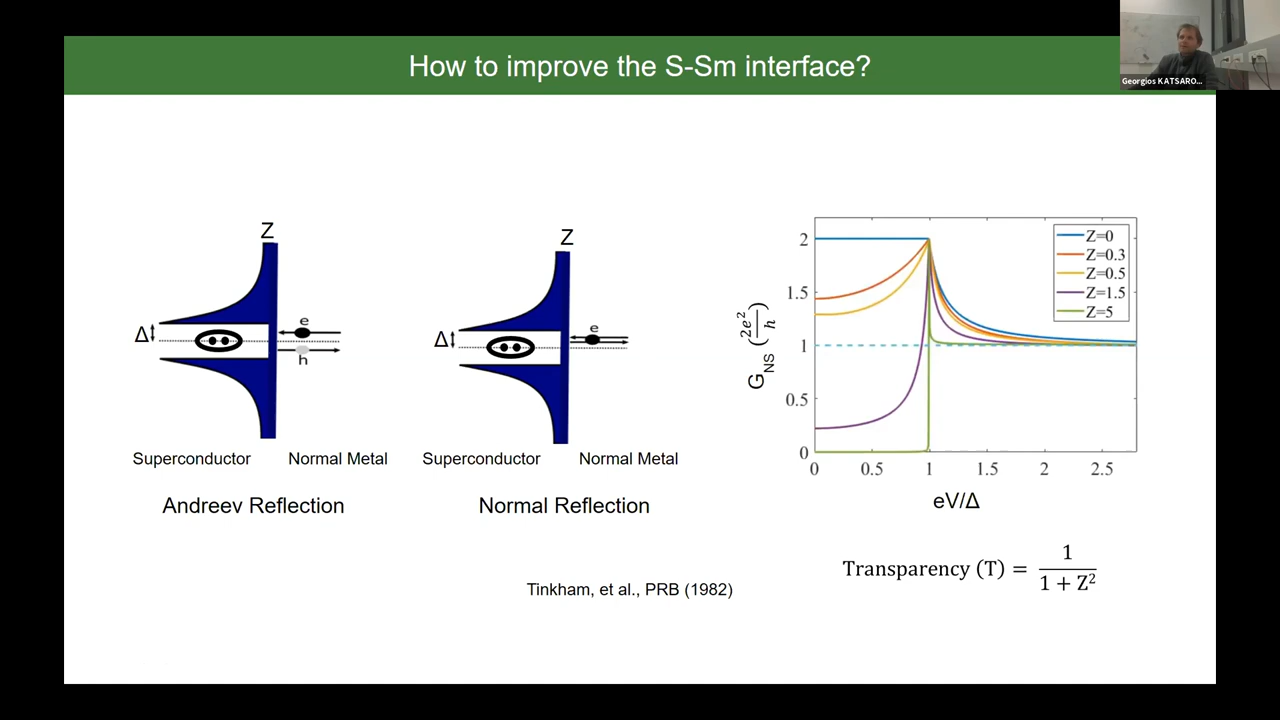 How to improve the S-Sm interface?
Georgios KATSARO...
Z
Δ
e
h
Superconductor
Normal Metal
Andreev Reflection
Z
Δ
e
Superconductor
Normal Metal
Normal Reflection
G_NS (2e²/h)
2
1.5
1
0.5
0
0
0.5
1
1.5
2
2.5
eV/Δ
Z=0
Z=0.3
Z=0.5
Z=1.5
Z=5
Transparency (T) = 1/(1 + Z²)
Tinkham, et al., PRB (1982)